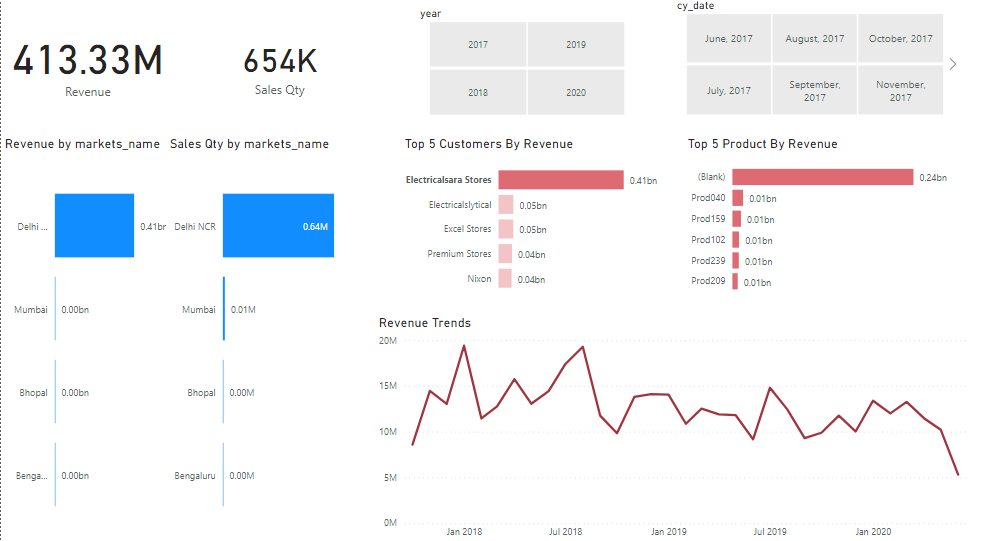 year
cy_date
413.33M
Revenue
654K
Sales Qty
2017
2019
2018
2020
June, 2017
August, 2017
October, 2017
July, 2017
September,
2017
November,
2017
Revenue by markets_name
Sales Qty by markets_name
Delhi ...
0.41bn
Mumbai
0.00bn
Bhopal
0.00bn
Benga...
0.00bn
Delhi NCR
0.64M
Mumbai
0.01M
Bhopal
0.00M
Bengaluru
0.00M
Top 5 Customers By Revenue
Electricalsara Stores
0.41bn
Electricalslytical
0.05bn
Excel Stores
0.05bn
Premium Stores
0.04bn
Nixon
0.04bn
Top 5 Product By Revenue
(Blank)
0.24bn
Prod040
0.01bn
Prod159
0.01bn
Prod102
0.01bn
Prod239
0.01bn
Prod209
0.01bn
Revenue Trends
20M
15M
10M
5M
0M
Jan 2018
Jul 2018
Jan 2019
Jul 2019
Jan 2020